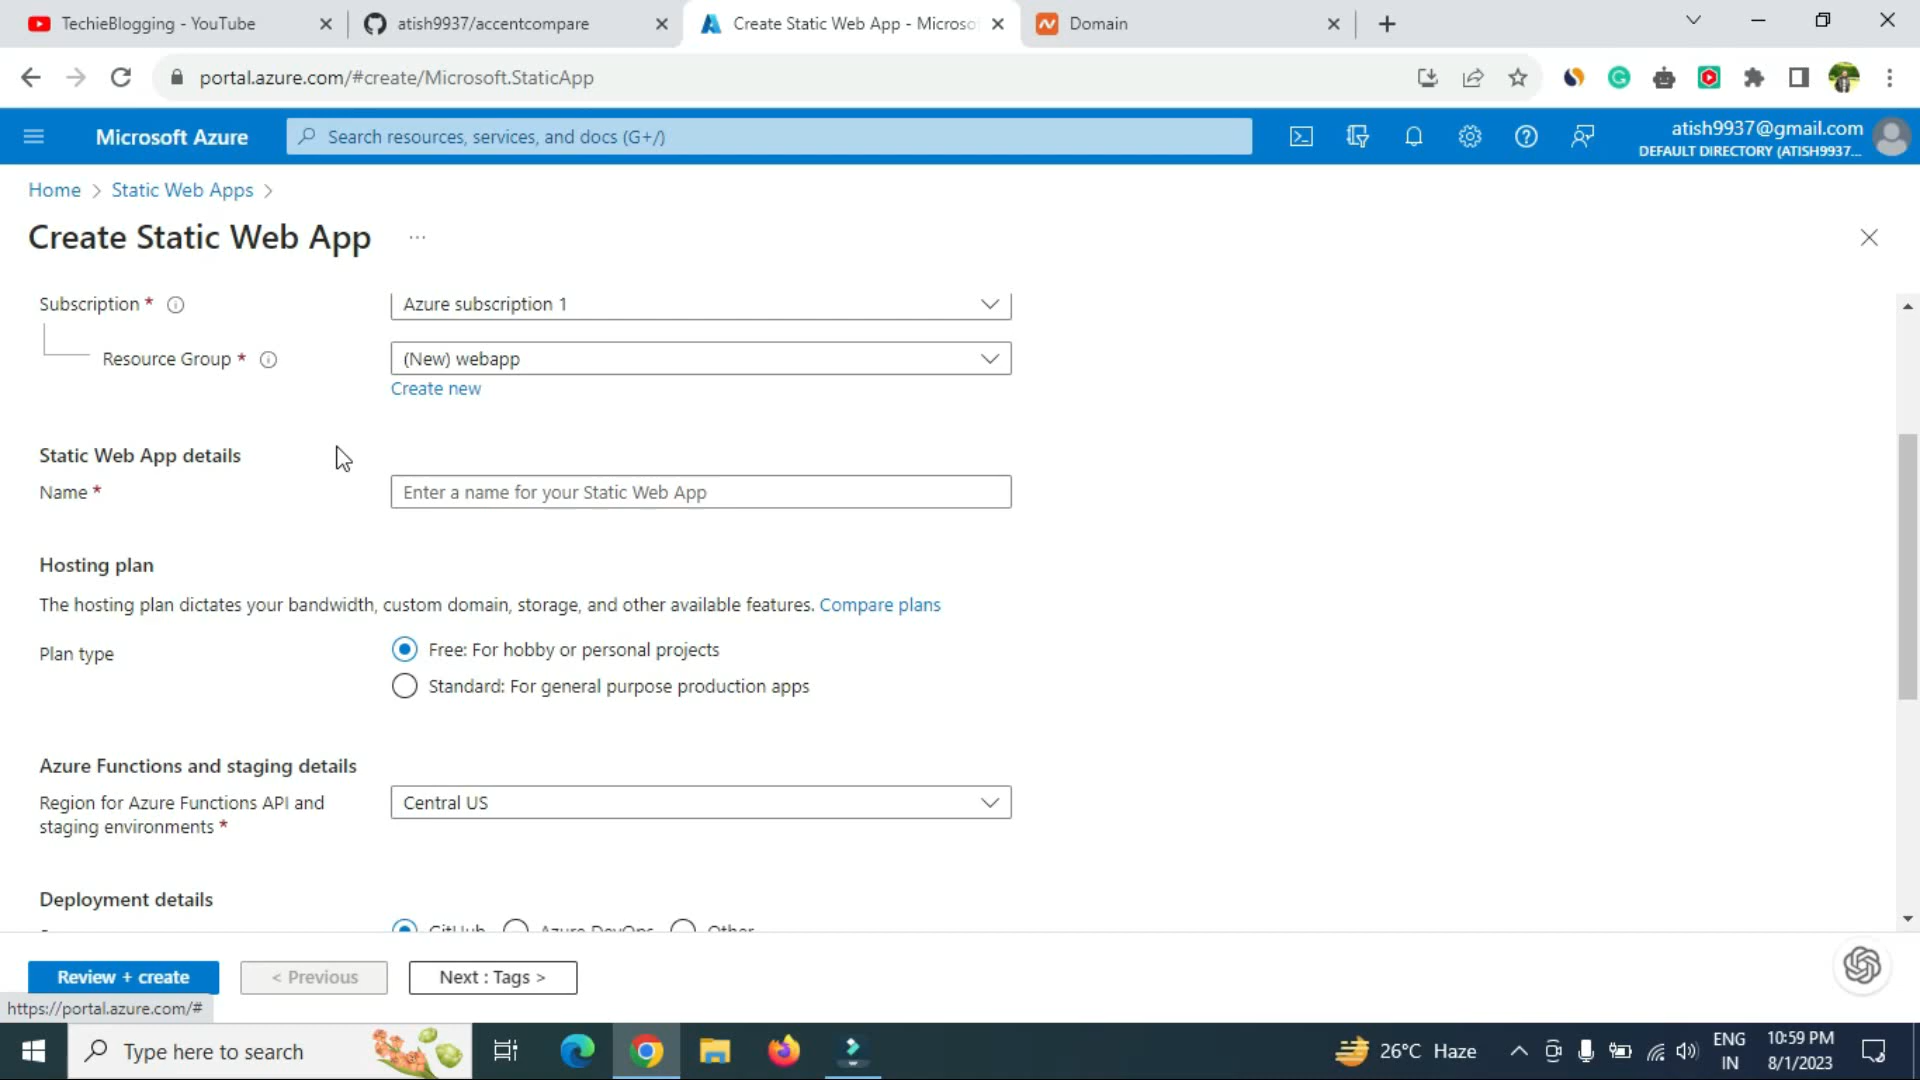 TechieBlogging - YouTube
atish9937/accentcompare
Create Static Web App - Microso
Domain
portal.azure.com/#create/Microsoft.StaticApp
Microsoft Azure
Search resources, services, and docs (G+/)
atish9937@gmail.com
DEFAULT DIRECTORY (ATISH9937...
Home > Static Web Apps >
Create Static Web App ...
Subscription *
Azure subscription 1
Resource Group *
(New) webapp
Create new
Static Web App details
Name *
Enter a name for your Static Web App
Hosting plan
The hosting plan dictates your bandwidth, custom domain, storage, and other available features. Compare plans
Plan type
Free: For hobby or personal projects
Standard: For general purpose production apps
Azure Functions and staging details
Region for Azure Functions API and
staging environments *
Central US
Deployment details
GitHub Azure DevOps Other
Review + create
< Previous
Next : Tags >
https://portal.azure.com/#
Type here to search
26°C Haze
ENG
IN
10:59 PM
8/1/2023